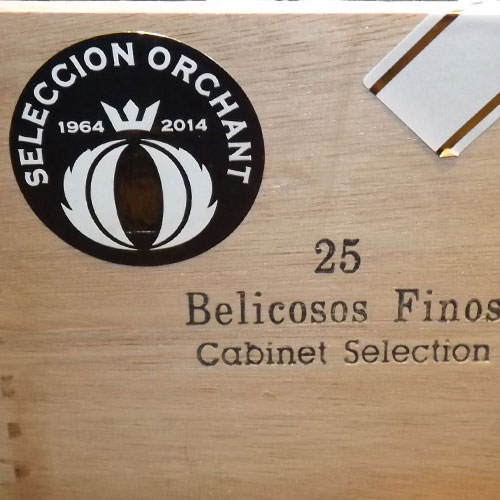 SELECCION ORCHANT
1964 2014
25
Belicosos Finos
Cabinet Selection